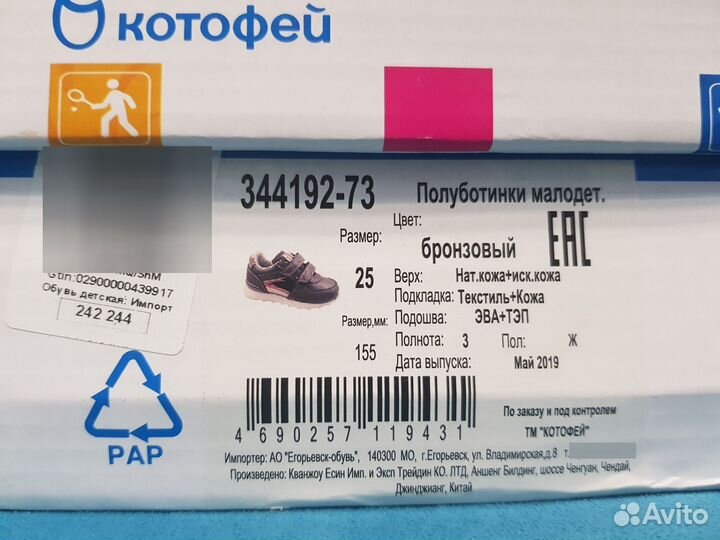 котофей
344192-73
Полуботинки малодет.
Размер:
25
Размер,мм:
155
Цвет:
бронзовый
EAC
Верх: Нат.кожа+иск.кожа
Подкладка: Текстиль+Кожа
Подошва: ЭВА+ТЭП
Полнота: 3 Пол: Ж
Дата выпуска: Май 2019
Gtin:02900000439917
Обувь детская: Импорт
242 244
PAP
4 690257 119431
По заказу и под контролем
ТМ "КОТОФЕЙ"
Импортер: АО "Егорьевск-обувь", 140300 МО, г.Егорьевск, ул. Владимирская,д.8 т.
Произведено: Кванжоу Есин Имп. и Эксп Трейдин КО. ЛТД, Аншенг Билдинг, шоссе Ченгуан, Чендай,
Джинджианг, Китай
Avito